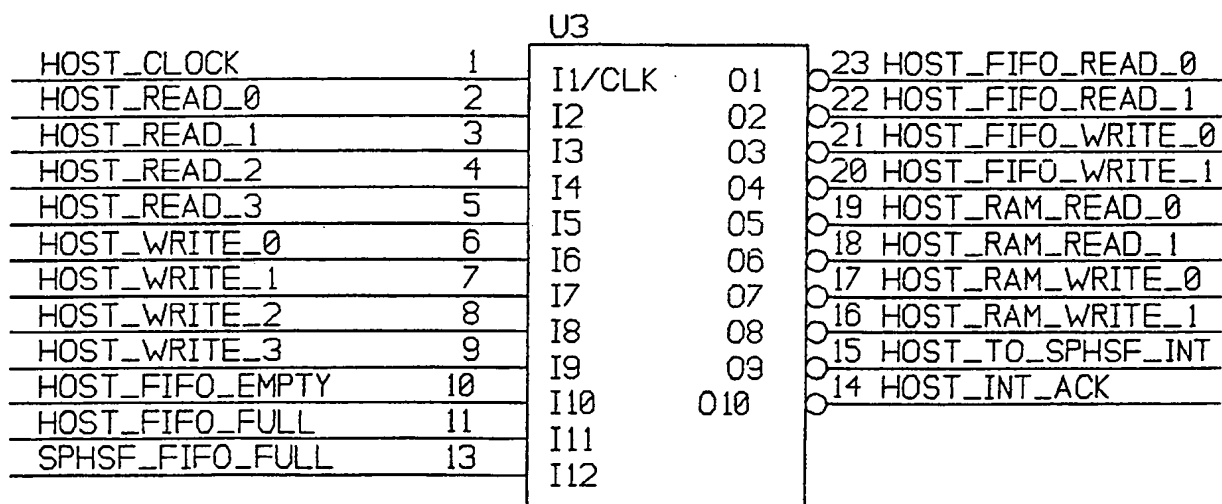 U3
HOST_CLOCK 1 I1/CLK O1 23 HOST_FIFO_READ_0
HOST_READ_0 2 I2 O2 22 HOST_FIFO_READ_1
HOST_READ_1 3 I3 O3 21 HOST_FIFO_WRITE_0
HOST_READ_2 4 I4 O4 20 HOST_FIFO_WRITE_1
HOST_READ_3 5 I5 O5 19 HOST_RAM_READ_0
HOST_WRITE_0 6 I6 O6 18 HOST_RAM_READ_1
HOST_WRITE_1 7 I7 O7 17 HOST_RAM_WRITE_0
HOST_WRITE_2 8 I8 O8 16 HOST_RAM_WRITE_1
HOST_WRITE_3 9 I9 O9 15 HOST_TO_SPHSF_INT
HOST_FIFO_EMPTY 10 I10 O10 14 HOST_INT_ACK
HOST_FIFO_FULL 11 I11
SPHSF_FIFO_FULL 13 I12